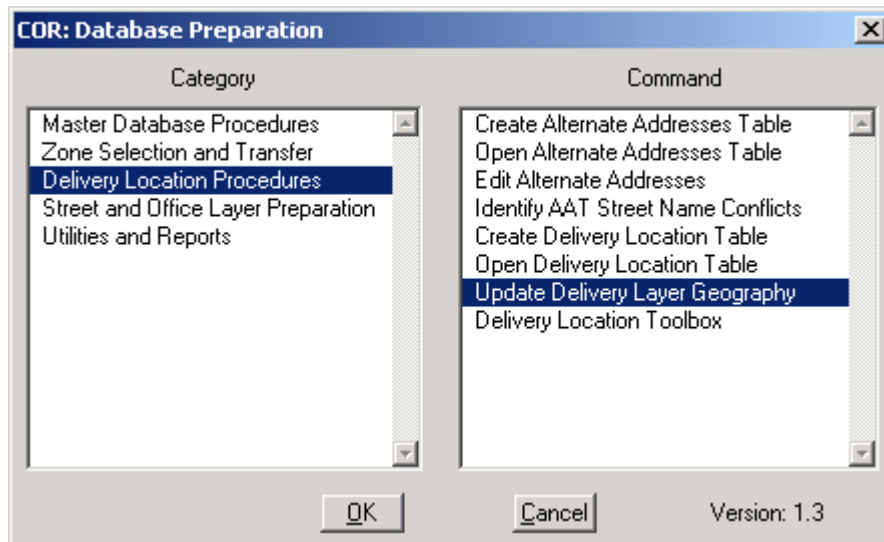 COR: Database Preparation
Category
Command
Master Database Procedures
Zone Selection and Transfer
Delivery Location Procedures
Street and Office Layer Preparation
Utilities and Reports
Create Alternate Addresses Table
Open Alternate Addresses Table
Edit Alternate Addresses
Identify AAT Street Name Conflicts
Create Delivery Location Table
Open Delivery Location Table
Update Delivery Layer Geography
Delivery Location Toolbox
OK
Cancel
Version: 1.3